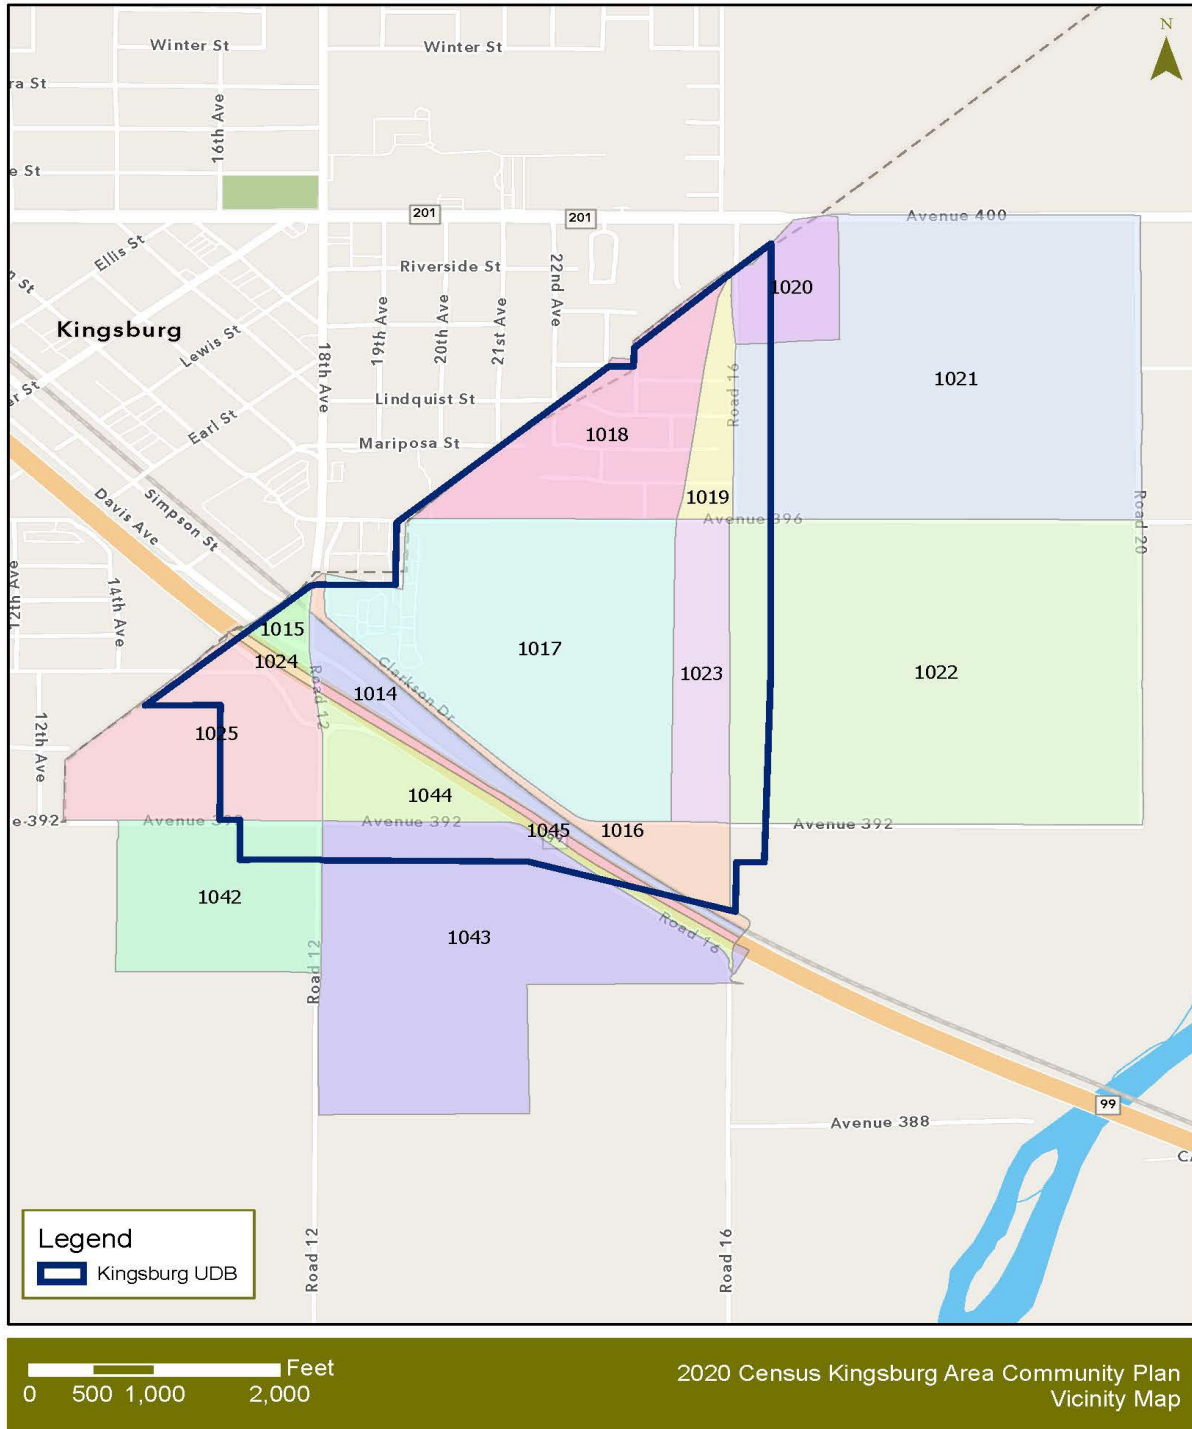 N
Winter St
Winter St
ra St
16th Ave
e St
201
201
Avenue 400
Ellis St
Riverside St
22nd Ave
1020
n St
19th Ave
20th Ave
21st Ave
Kingsburg
Lewis St
18th Ave
Road 16
1021
er St
Lindquist St
Earl St
Mariposa St
1018
Davis Ave
Simpson St
1019
Avenue 396
Road 20
12th Ave
14th Ave
1015
1017
1024
Road 12
1014
Clarkson Dr
1023
1022
12th Ave
1025
1044
e 392
Avenue 392
Avenue 392
1045
1016
Avenue 392
99
1042
1043
Road 16
Road 12
99
Avenue 388
CA
Road 12
Road 16
Legend
Kingsburg UDB
Feet
0 500 1,000 2,000
2020 Census Kingsburg Area Community Plan
Vicinity Map